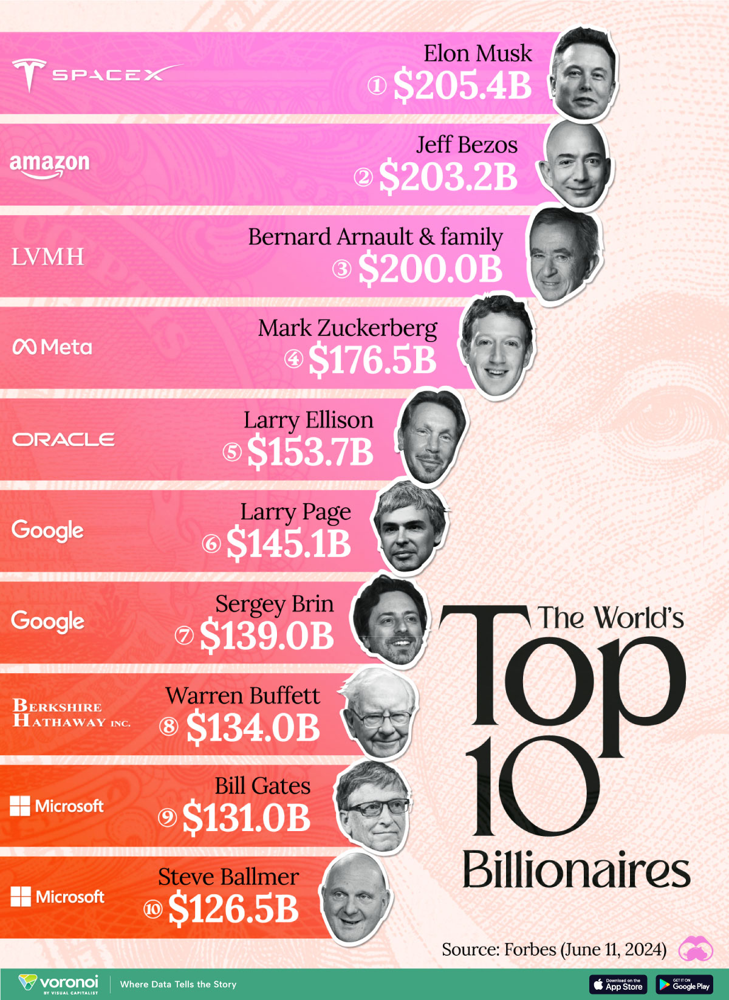 SPACEX
Elon Musk
① $205.4B
amazon
Jeff Bezos
② $203.2B
LVMH
Bernard Arnault & family
③ $200.0B
Meta
Mark Zuckerberg
④ $176.5B
ORACLE
Larry Ellison
⑤ $153.7B
Google
Larry Page
⑥ $145.1B
Google
Sergey Brin
⑦ $139.0B
BERKSHIRE
HATHAWAY INC.
Warren Buffett
⑧ $134.0B
Microsoft
Bill Gates
⑨ $131.0B
Microsoft
Steve Ballmer
⑩ $126.5B
The World's
Top
10
Billionaires
Source: Forbes (June 11, 2024)
voronoi
BY VISUAL CAPITALIST
Where Data Tells the Story
Download on the
App Store
GET IT ON
Google Play